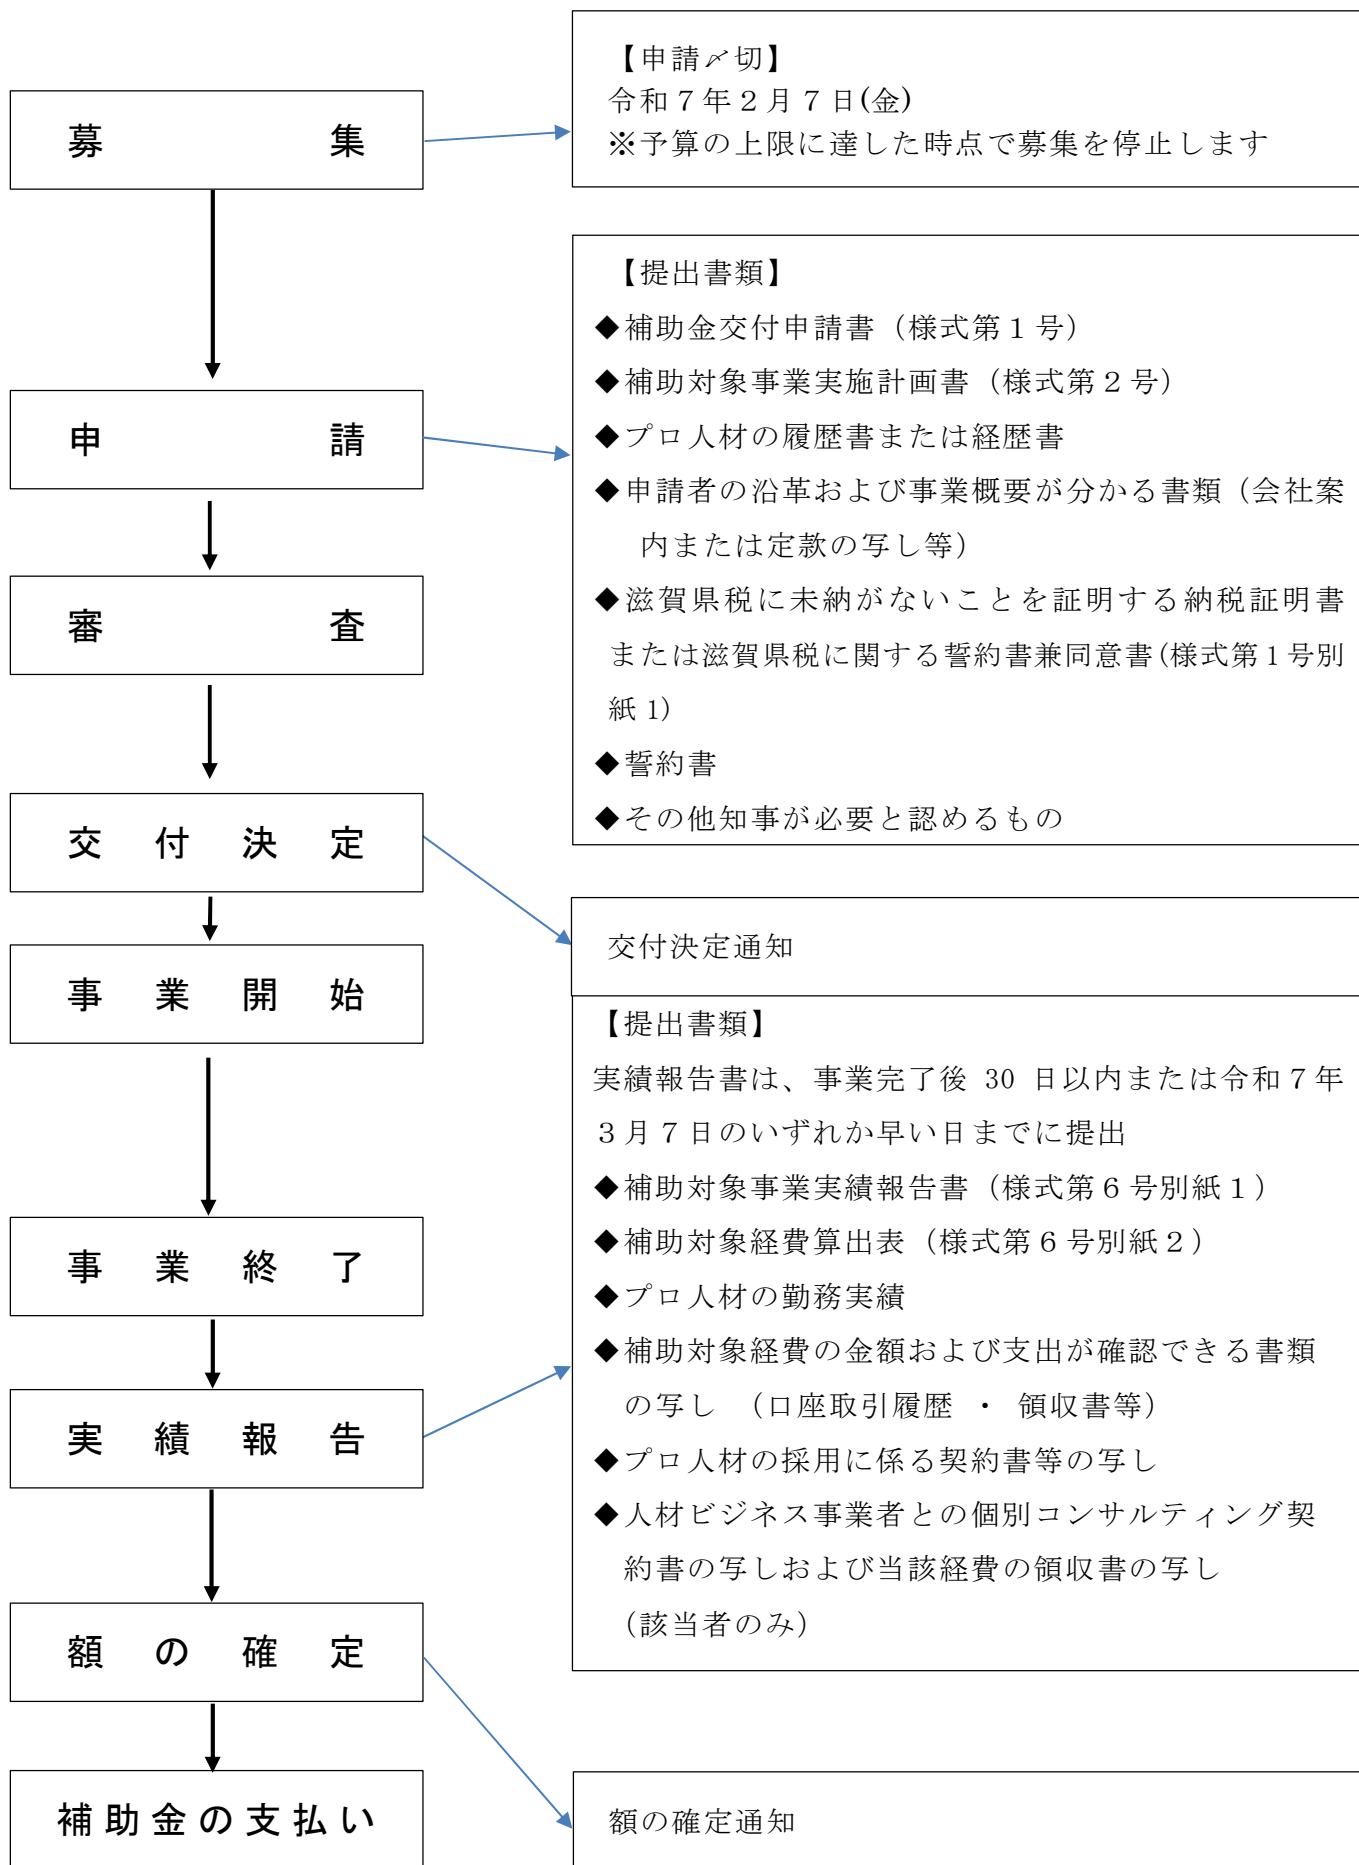 募集
【申請〆切】
令和７年２月７日(金)
※予算の上限に達した時点で募集を停止します
申請
【提出書類】
◆補助金交付申請書（様式第１号）
◆補助対象事業実施計画書（様式第２号）
◆プロ人材の履歴書または経歴書
◆申請者の沿革および事業概要が分かる書類（会社案
内または定款の写し等）
◆滋賀県税に未納がないことを証明する納税証明書
または滋賀県税に関する誓約書兼同意書(様式第１号別
紙 1)
◆誓約書
◆その他知事が必要と認めるもの
審査
交付決定
交付決定通知
事業開始
事業終了
実績報告
【提出書類】
実績報告書は、事業完了後 30 日以内または令和７年
３月７日のいずれか早い日までに提出
◆補助対象事業実績報告書（様式第６号別紙１）
◆補助対象経費算出表（様式第６号別紙２）
◆プロ人材の勤務実績
◆補助対象経費の金額および支出が確認できる書類
の写し （口座取引履歴 ・ 領収書等）
◆プロ人材の採用に係る契約書等の写し
◆人材ビジネス事業者との個別コンサルティング契
約書の写しおよび当該経費の領収書の写し
（該当者のみ）
額の確定
額の確定通知
補助金の支払い